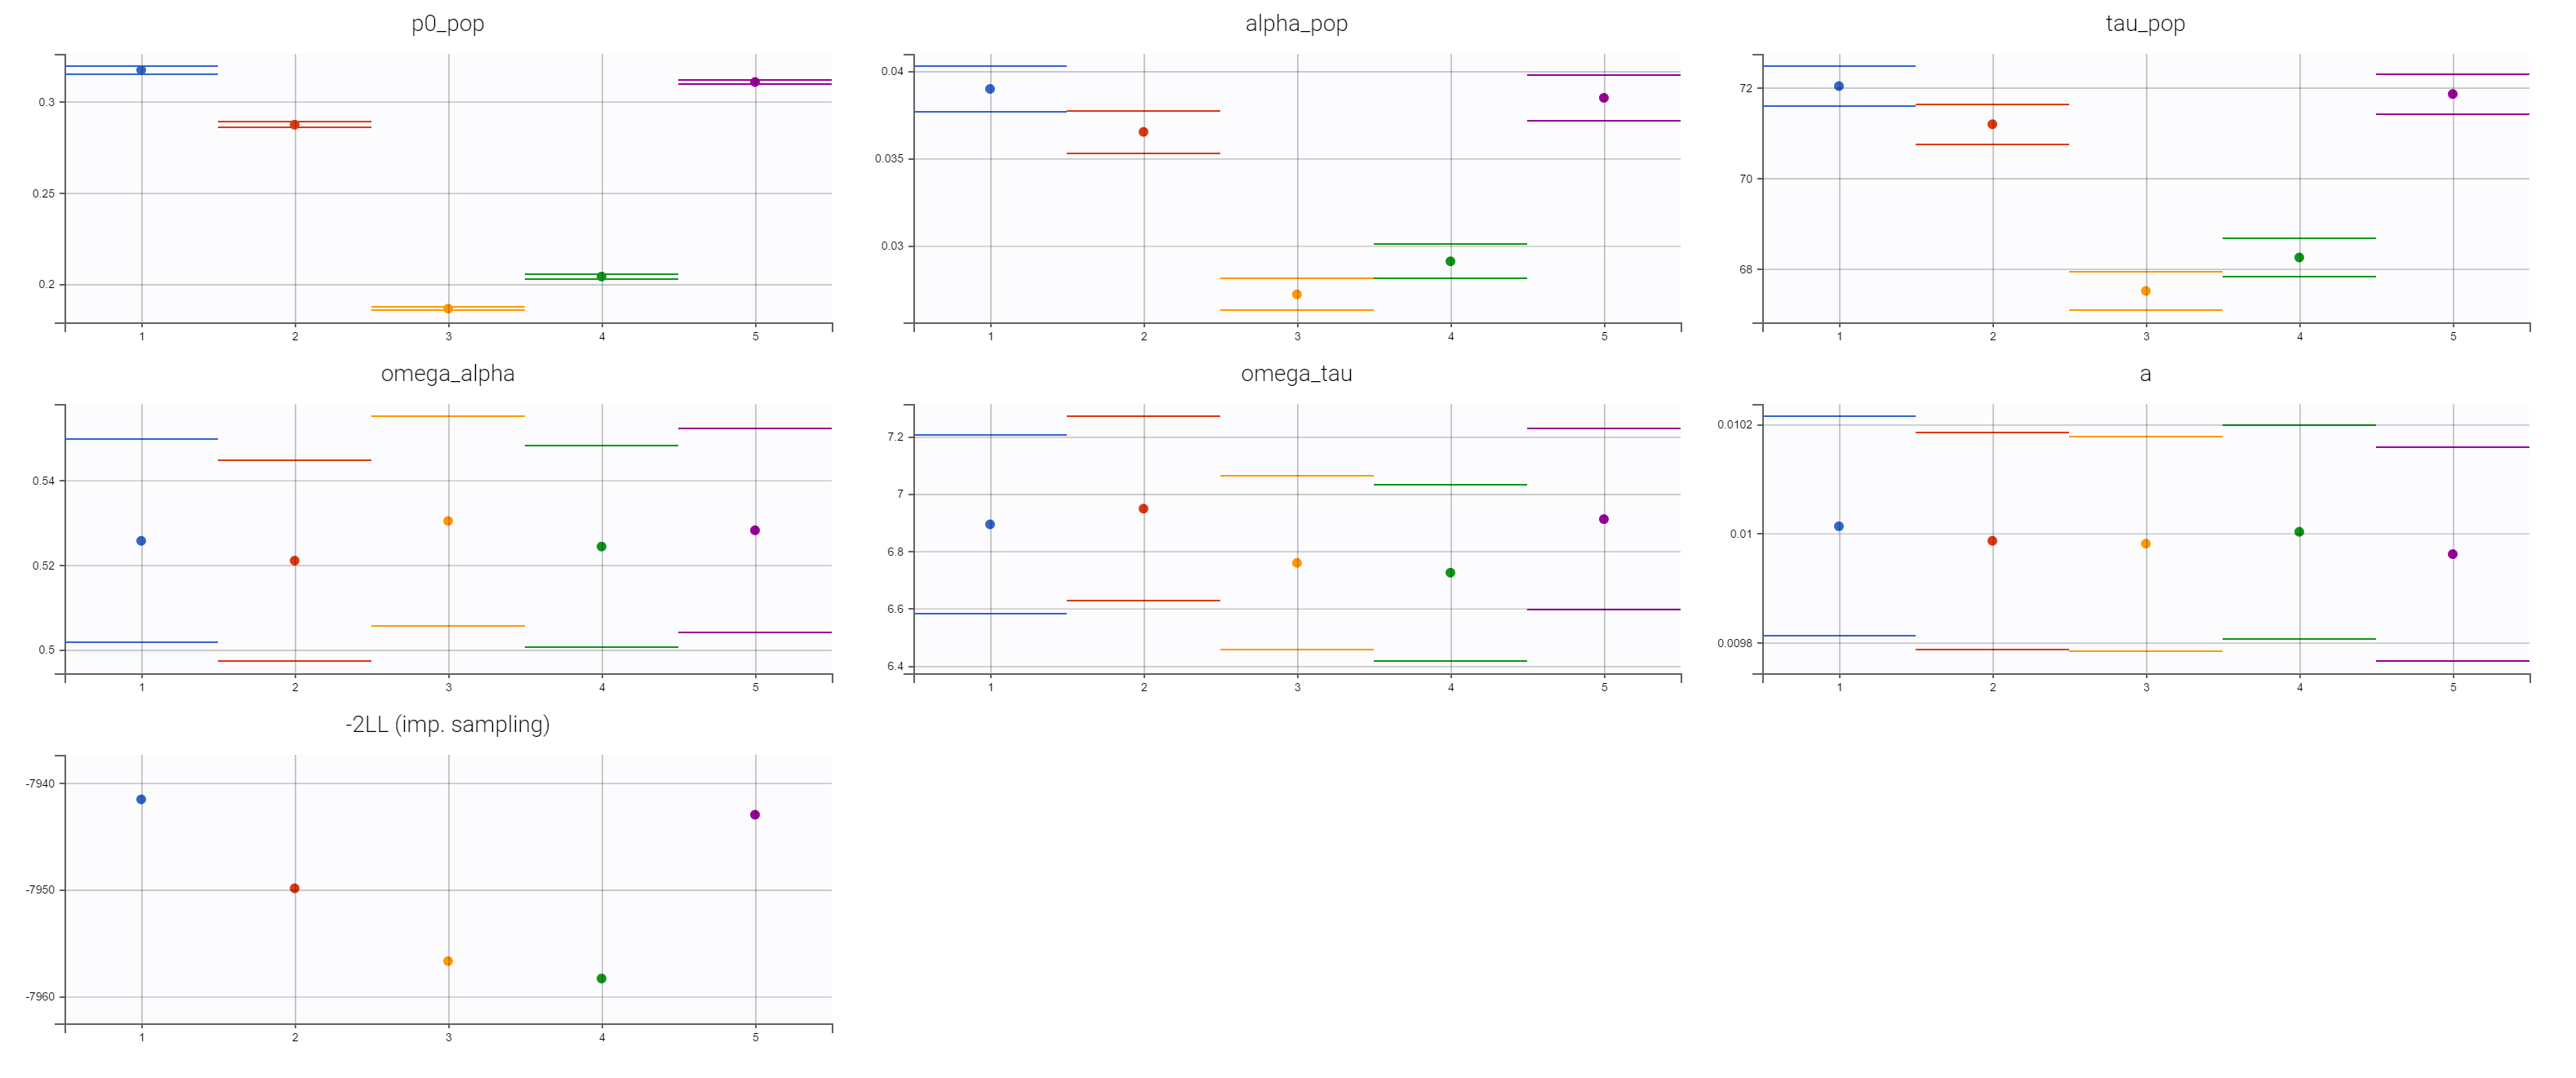 p0_pop
alpha_pop
tau_pop
0.3
0.25
0.2
1 2 3 4 5
0.04
0.035
0.03
1 2 3 4 5
72
70
68
1 2 3 4 5
omega_alpha
omega_tau
a
0.54
0.52
0.5
1 2 3 4 5
7.2
7
6.8
6.6
6.4
1 2 3 4 5
0.0102
0.01
0.0098
1 2 3 4 5
-2LL (imp. sampling)
-7940
-7950
-7960
1 2 3 4 5